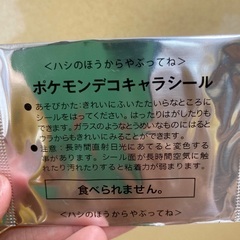 ＜ハシのほうからやぶってね＞
ポケモンデコキャラシール
●あそびかた：きれいにふいたたいらなところに
シールをはってください。はったりはがしたりも
できます。ガラスのようなとうめいなものにはると
ウラからもきれいにみることができます。
●注意：長時間直射日光にあてると変色する
事があります。シール面が長時間空気に触れ
たり汚れたりすると粘着力が弱まります。
食べられません。
＜ハシのほうからやぶってね＞